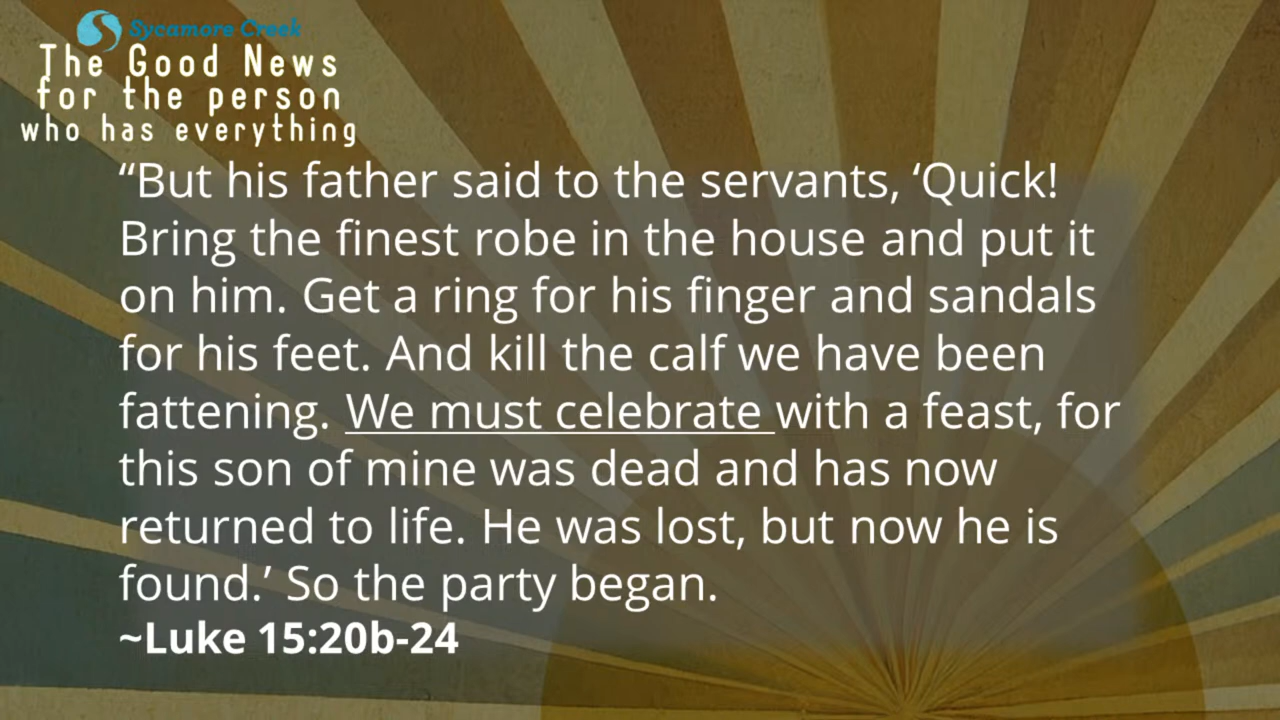 Sycamore Creek
The Good News
for the person
who has everything
“But his father said to the servants, ‘Quick!
Bring the finest robe in the house and put it
on him. Get a ring for his finger and sandals
for his feet. And kill the calf we have been
fattening. We must celebrate with a feast, for
this son of mine was dead and has now
returned to life. He was lost, but now he is
found.’ So the party began.
~Luke 15:20b-24